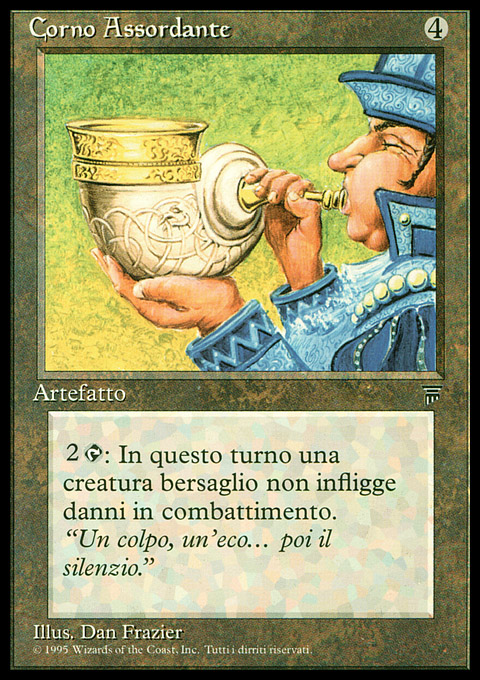 Corno Assordante 4
Artefatto
2 : In questo turno una
creatura bersaglio non infligge
danni in combattimento.
“Un colpo, un’eco… poi il
silenzio.”
Illus. Dan Frazier
© 1995 Wizards of the Coast, Inc. Tutti i dirriti riservati.